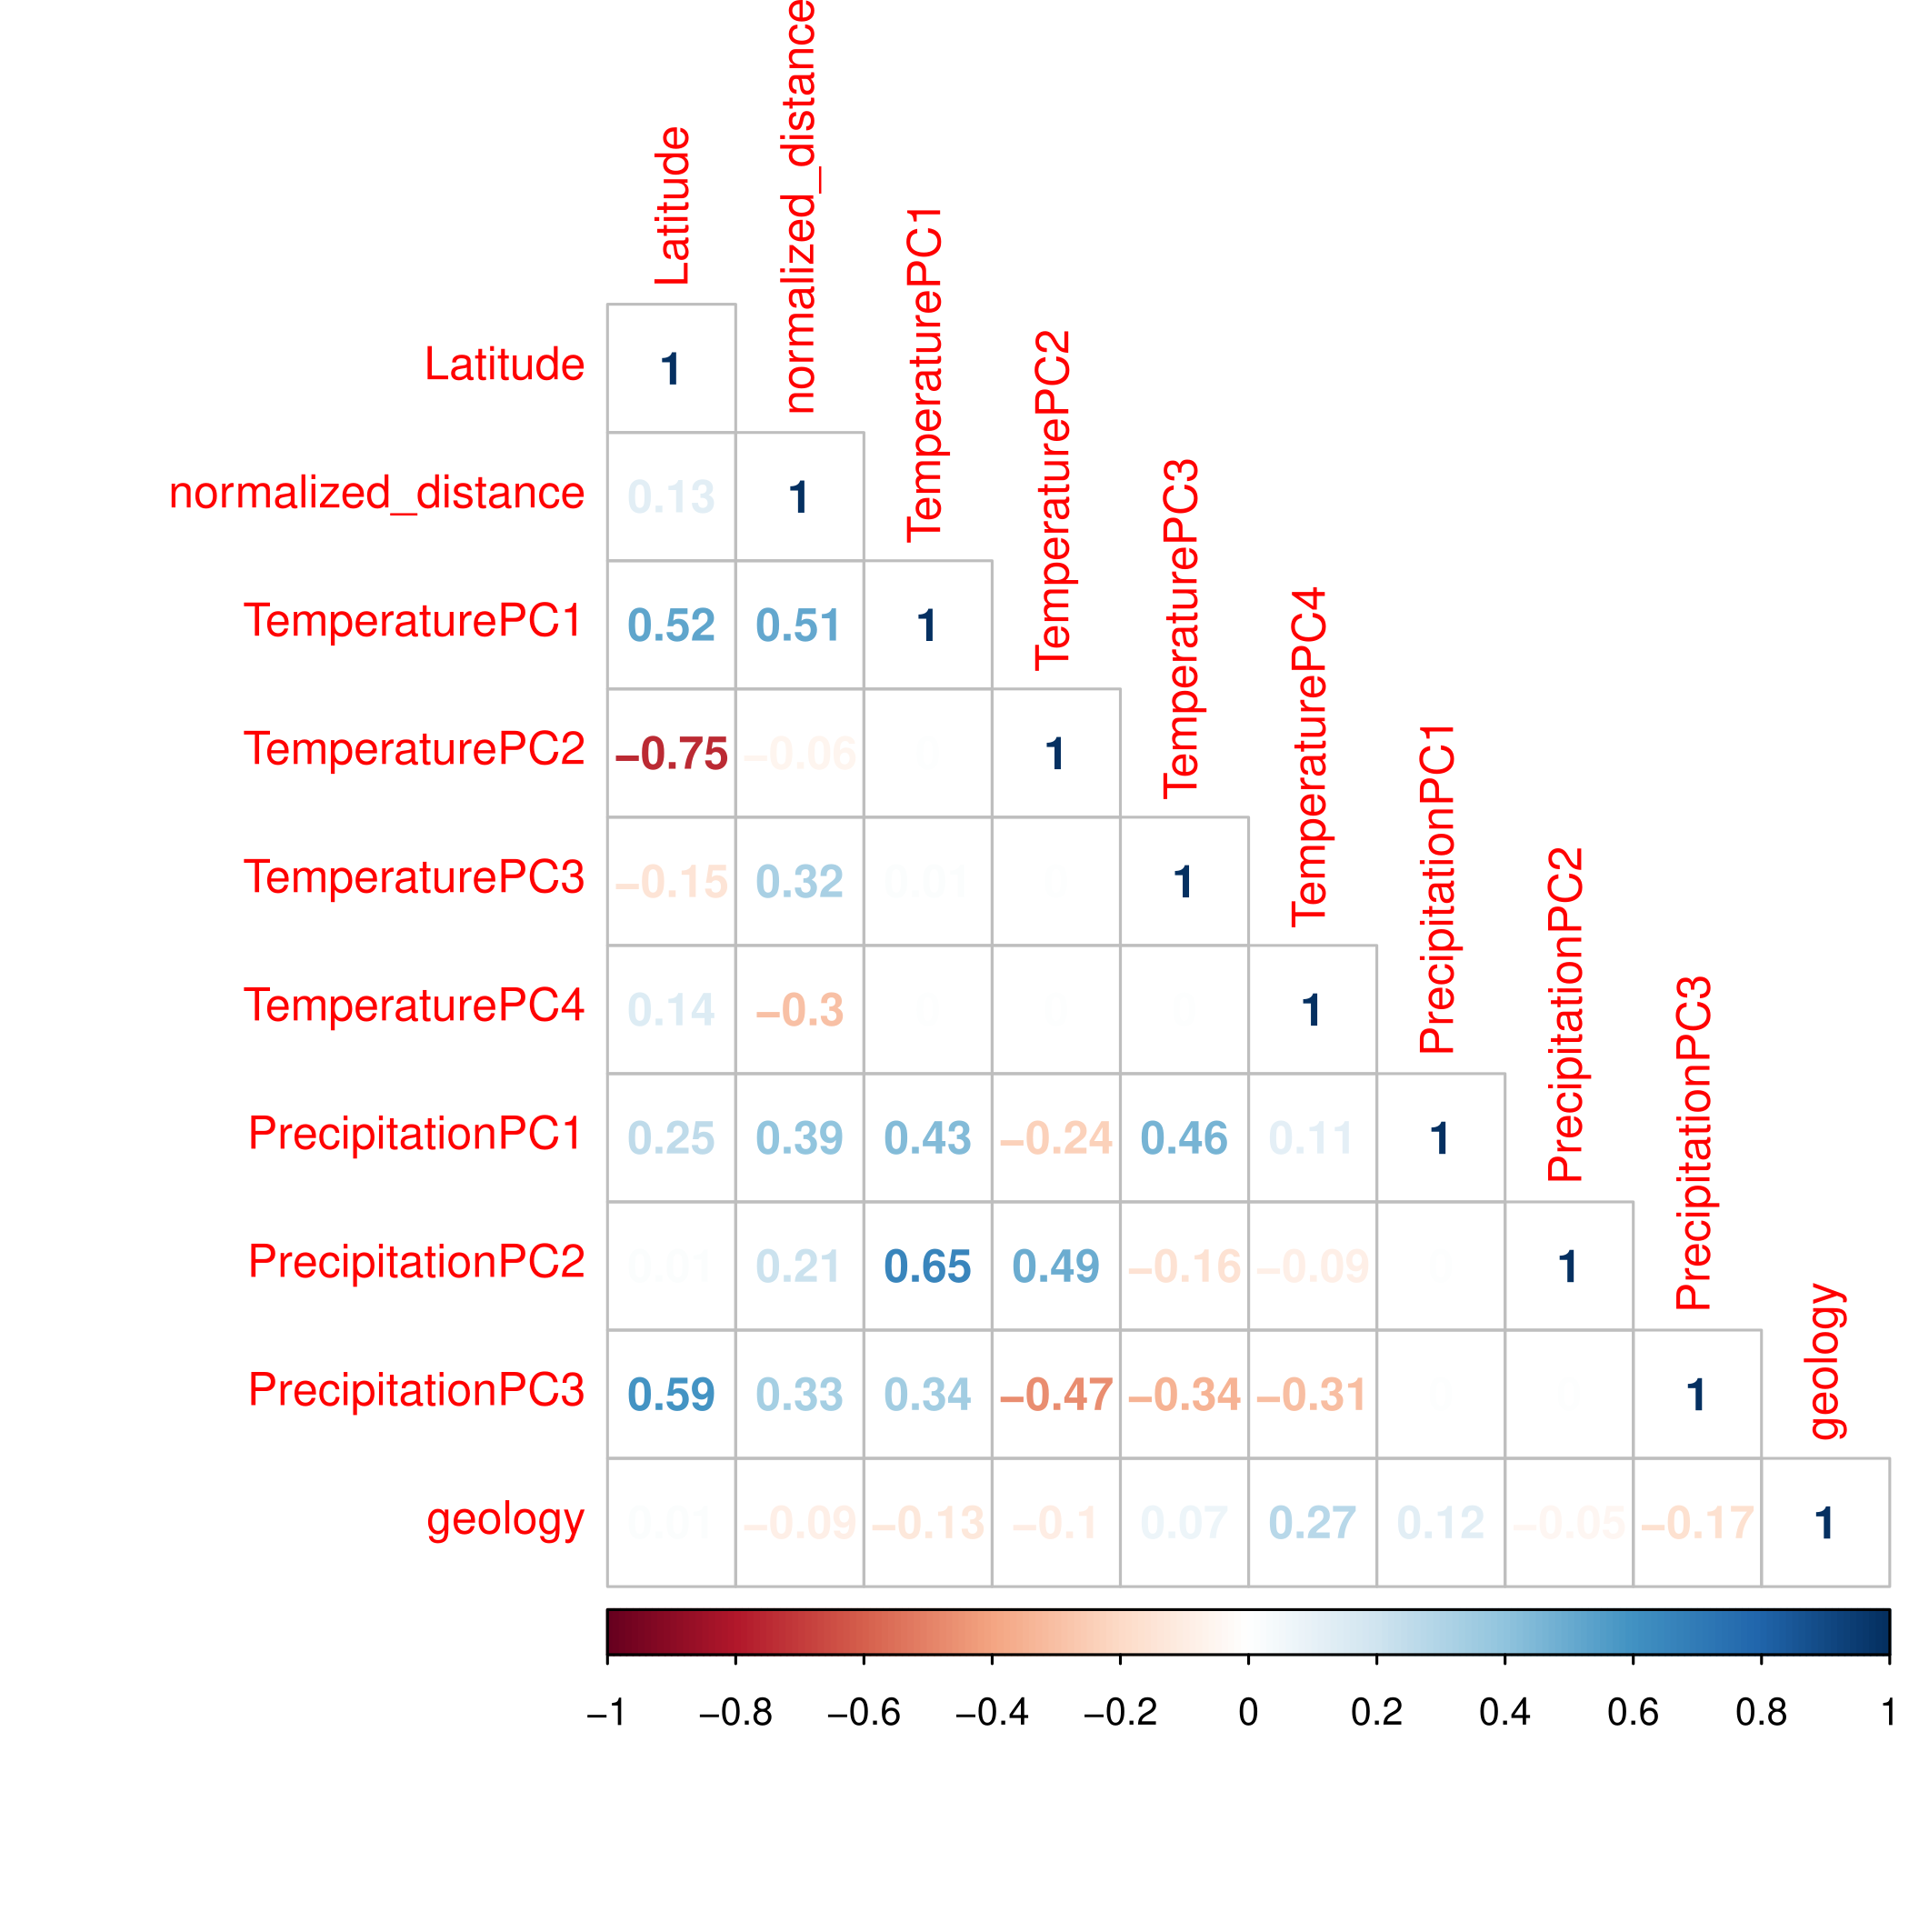 Latitude
normalized_distance
TemperaturePC1
TemperaturePC2
TemperaturePC3
TemperaturePC4
PrecipitationPC1
PrecipitationPC2
PrecipitationPC3
geology
Latitude 1
normalized_distance 0.13 1
TemperaturePC1 0.52 0.51 1
TemperaturePC2 −0.75 −0.06 1
TemperaturePC3 −0.15 0.32 0.01 1
TemperaturePC4 0.14 −0.3 1
PrecipitationPC1 0.25 0.39 0.43 −0.24 0.46 0.11 1
PrecipitationPC2 0.01 0.21 0.65 0.49 −0.16 −0.09 1
PrecipitationPC3 0.59 0.33 0.34 −0.47 −0.34 −0.31 1
geology 0.01 −0.09 −0.13 −0.1 0.07 0.27 0.12 −0.05 −0.17 1
−1 −0.8 −0.6 −0.4 −0.2 0 0.2 0.4 0.6 0.8 1